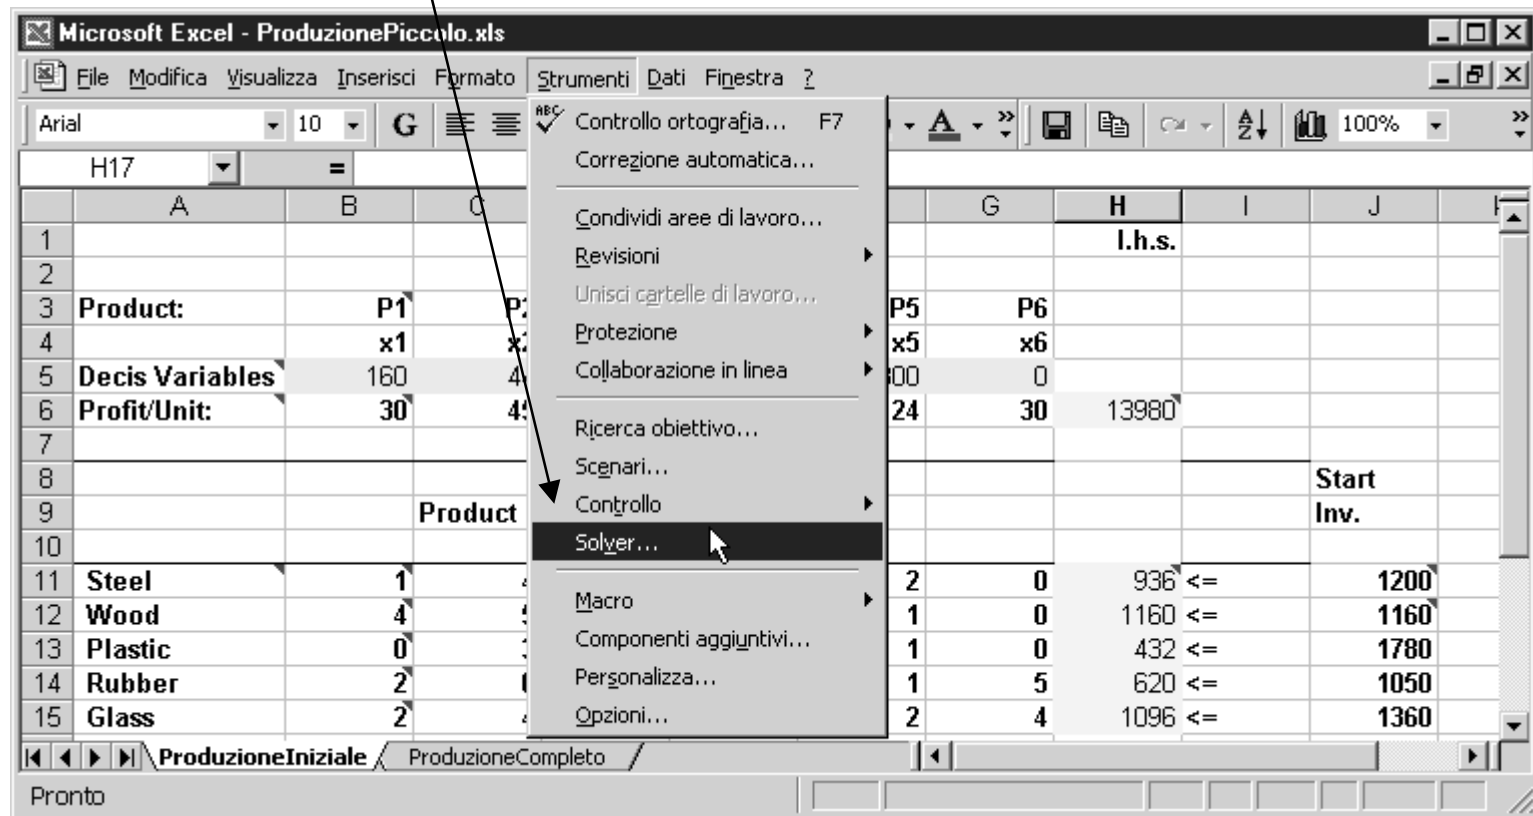 Microsoft Excel - ProduzionePiccolo.xls
File Modifica Visualizza Inserisci Formato Strumenti Dati Finestra ?
Arial 10 G A 100%
H17 =
A B C G H I J
1 l.h.s.
2
3 Product: P1 P5 P6
4 x1 x5 x6
5 Decis Variables 160 0
6 Profit/Unit: 30 24 30 13980
7
8 Start
9 Product Inv.
10
11 Steel 1 2 0 936 <= 1200
12 Wood 4 1 0 1160 <= 1160
13 Plastic 0 1 0 432 <= 1780
14 Rubber 2 1 5 620 <= 1050
15 Glass 2 2 4 1096 <= 1360
ABC Controllo ortografia... F7
Correzione automatica...
Condividi aree di lavoro...
Revisioni
Unisci cartelle di lavoro...
Protezione
Collaborazione in linea
Ricerca obiettivo...
Scenari...
Controllo
Solver...
Macro
Componenti aggiuntivi...
Personalizza...
Opzioni...
ProduzioneIniziale ProduzioneCompleto
Pronto